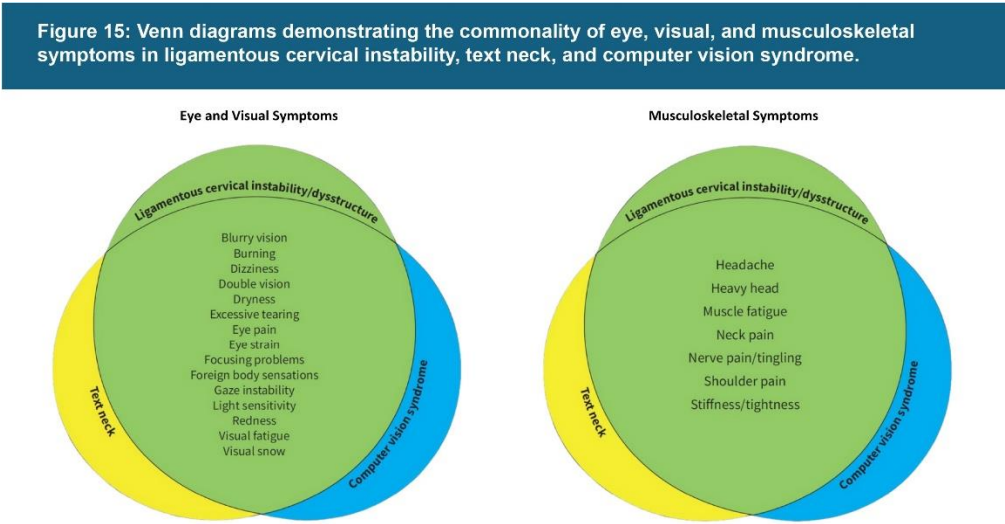 Figure 15: Venn diagrams demonstrating the commonality of eye, visual, and musculoskeletal
symptoms in ligamentous cervical instability, text neck, and computer vision syndrome.
Eye and Visual Symptoms
Ligamentous cervical instability/dysstructure
Blurry vision
Burning
Dizziness
Double vision
Dryness
Excessive tearing
Eye pain
Eye strain
Focusing problems
Foreign body sensations
Gaze instability
Light sensitivity
Redness
Visual fatigue
Visual snow
Text neck
Computer vision syndrome
Musculoskeletal Symptoms
Ligamentous cervical instability/dysstructure
Headache
Heavy head
Muscle fatigue
Neck pain
Nerve pain/tingling
Shoulder pain
Stiffness/tightness
Text neck
Computer vision syndrome